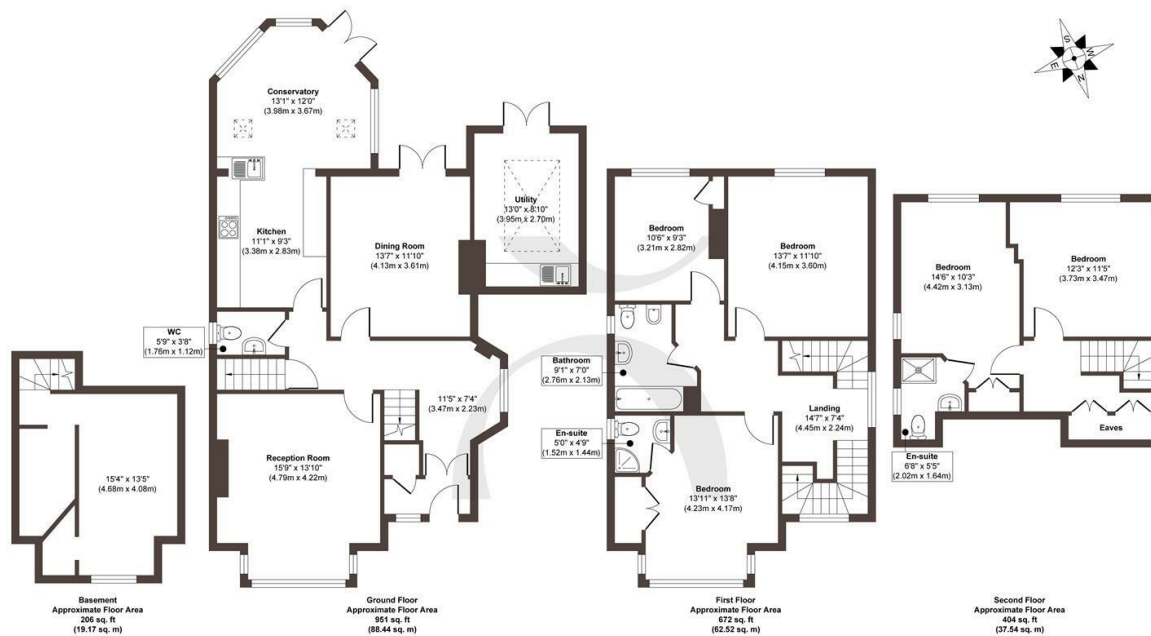 S
W
E
N
Conservatory
13'1" x 12'0"
(3.98m x 3.67m)
Kitchen
11'1" x 9'3"
(3.38m x 2.83m)
Dining Room
13'7" x 11'10"
(4.13m x 3.61m)
Utility
13'0" x 8'10"
(3.95m x 2.70m)
WC
5'9" x 3'8"
(1.76m x 1.12m)
11'5" x 7'4"
(3.47m x 2.23m)
Reception Room
15'9" x 13'10"
(4.79m x 4.22m)
15'4" x 13'5"
(4.68m x 4.08m)
Bedroom
10'6" x 9'3"
(3.21m x 2.82m)
Bedroom
13'7" x 11'10"
(4.15m x 3.60m)
Bathroom
9'1" x 7'0"
(2.76m x 2.13m)
En-suite
5'0" x 4'9"
(1.52m x 1.44m)
Landing
14'7" x 7'4"
(4.45m x 2.24m)
Bedroom
13'11" x 13'8"
(4.23m x 4.17m)
Bedroom
14'6" x 10'3"
(4.42m x 3.13m)
Bedroom
12'3" x 11'5"
(3.73m x 3.47m)
Eaves
En-suite
6'8" x 5'5"
(2.02m x 1.64m)
Basement
Approximate Floor Area
206 sq. ft
(19.17 sq. m)
Ground Floor
Approximate Floor Area
951 sq. ft
(88.44 sq. m)
First Floor
Approximate Floor Area
672 sq. ft
(62.52 sq. m)
Second Floor
Approximate Floor Area
404 sq. ft
(37.54 sq. m)